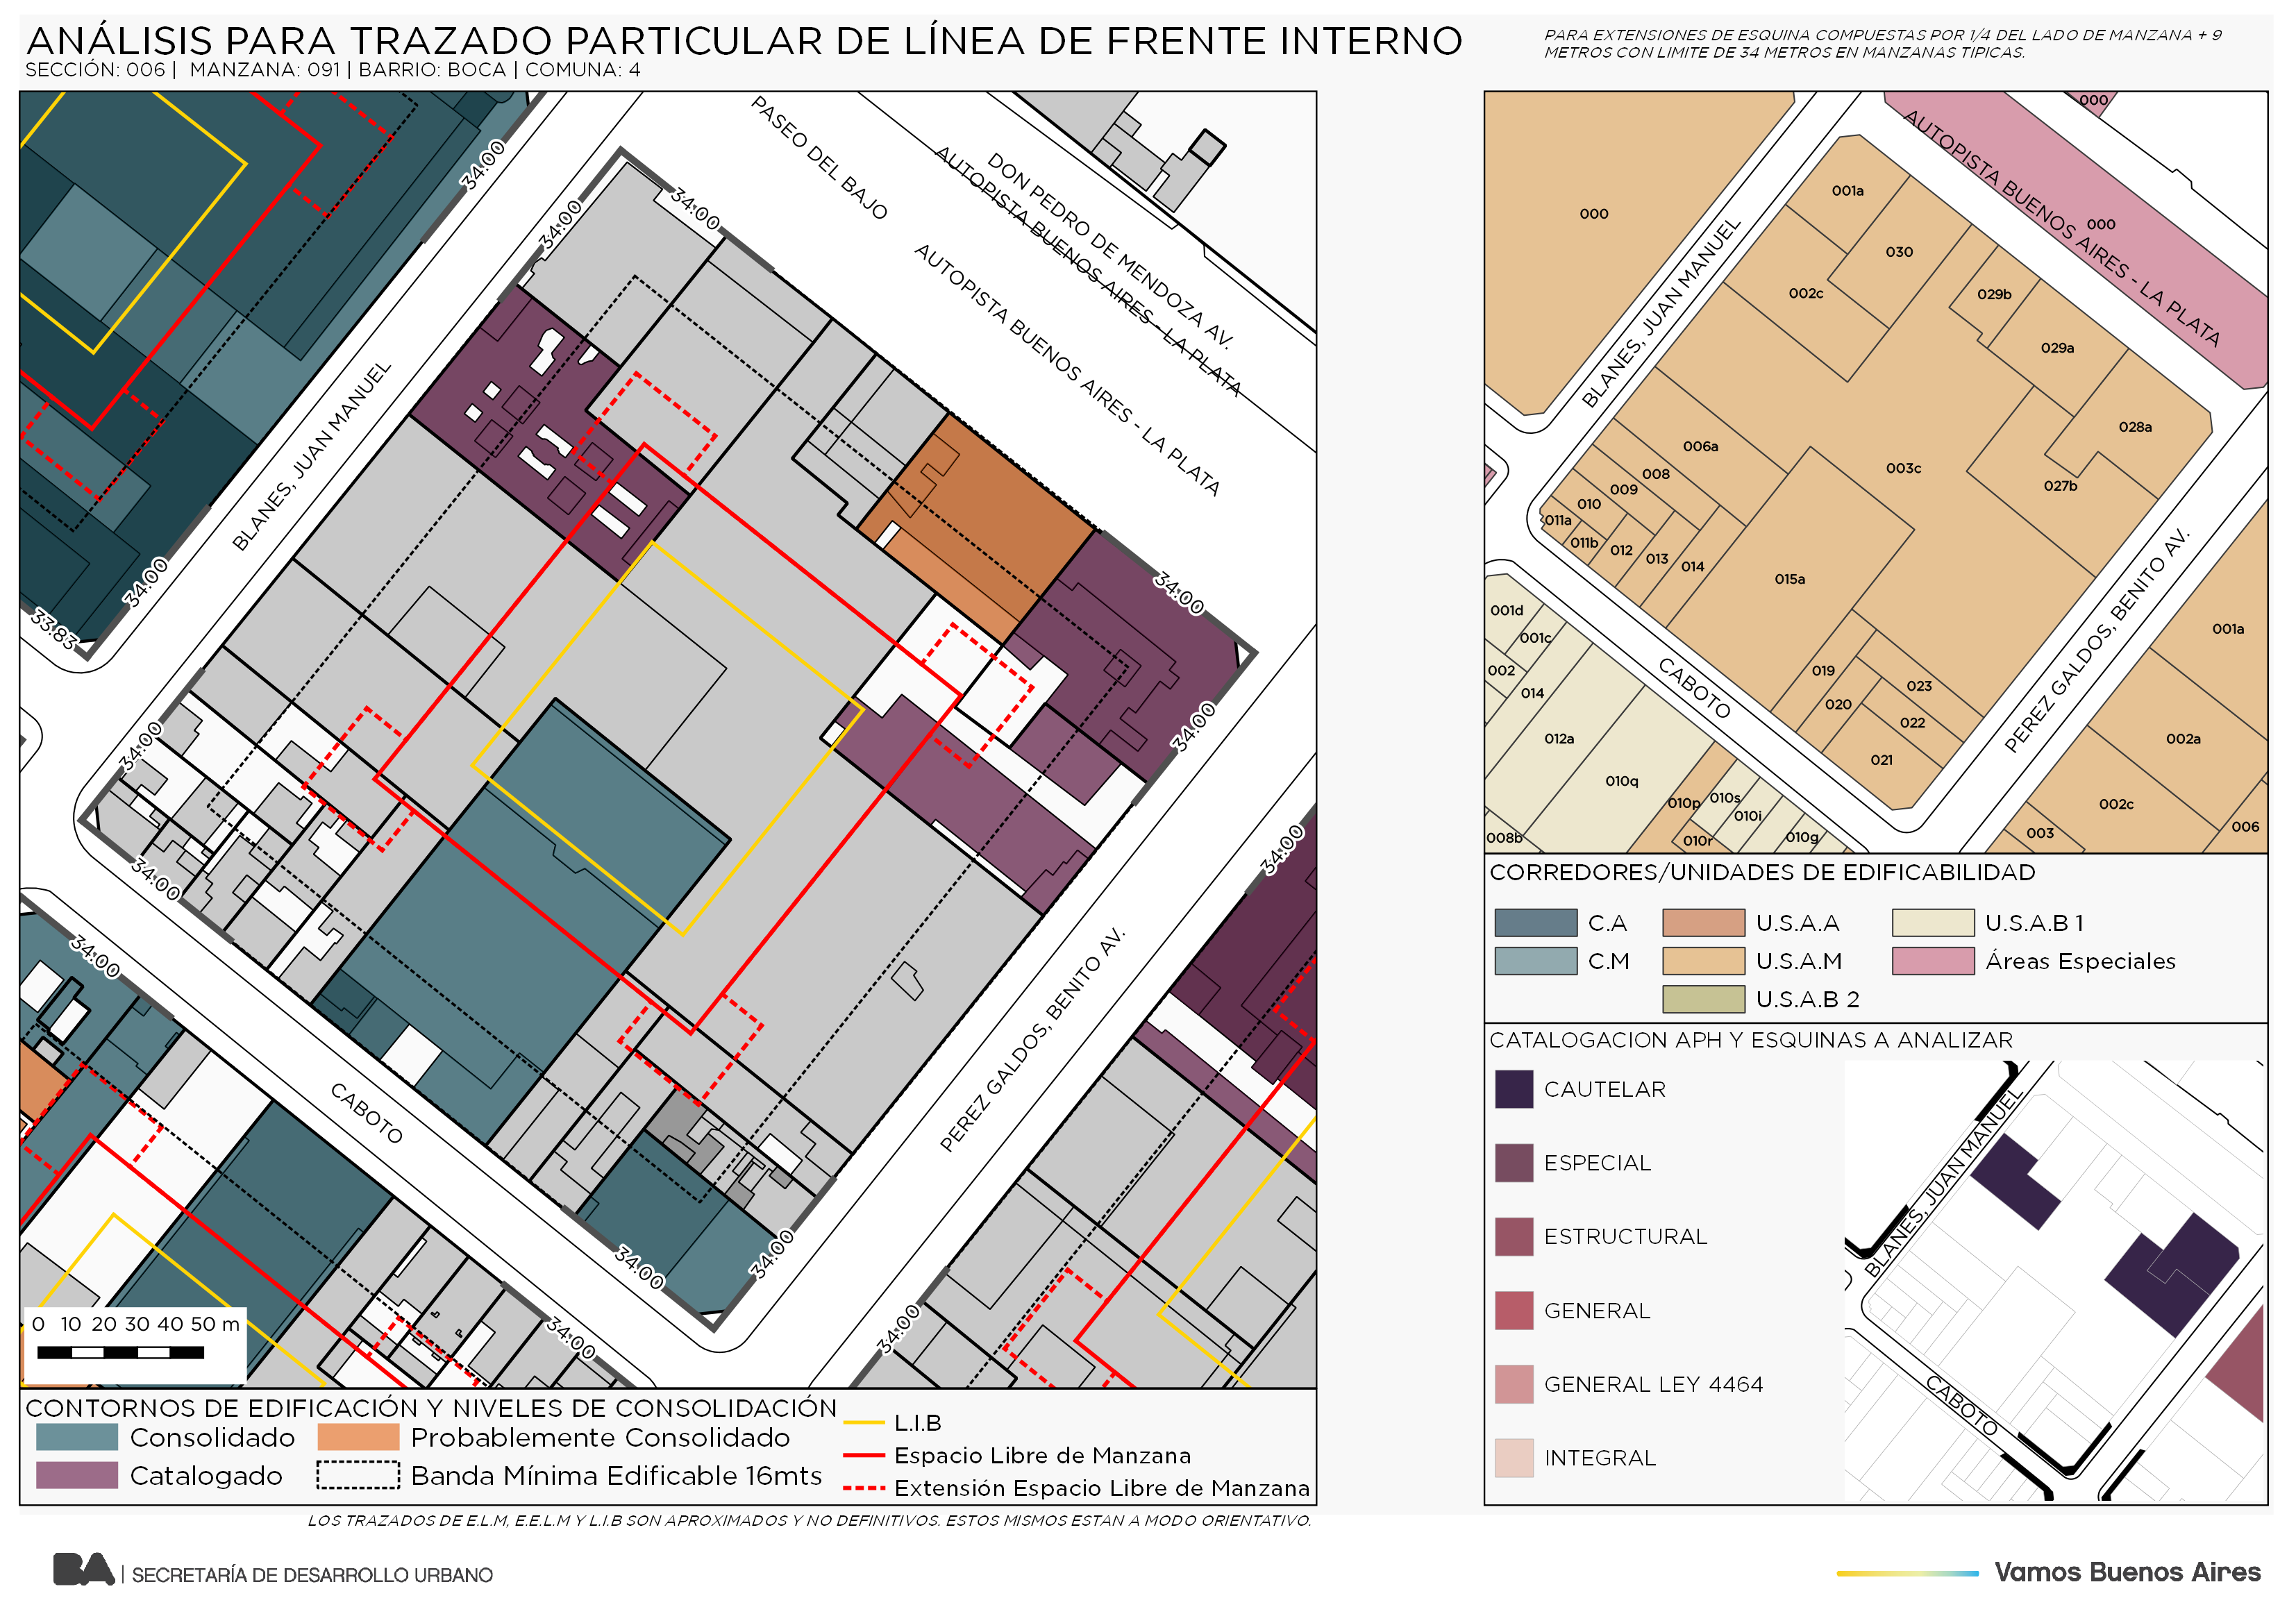 ANÁLISIS PARA TRAZADO PARTICULAR DE LÍNEA DE FRENTE INTERNO
SECCIÓN: 006 | MANZANA: 091 | BARRIO: BOCA | COMUNA: 4
PARA EXTENSIONES DE ESQUINA COMPUESTAS POR 1/4 DEL LADO DE MANZANA + 9
METROS CON LIMITE DE 34 METROS EN MANZANAS TIPICAS.
34.00
34.00
34.00
PASEO DEL BAJO
DON PEDRO DE MENDOZA AV.
AUTOPISTA BUENOS AIRES - LA PLATA
AUTOPISTA BUENOS AIRES - LA PLATA
BLANES, JUAN MANUEL
34.00
33.83
34.00
34.00
34.00
34.00
34.00
34.00
CABOTO
PEREZ GALDOS, BENITO AV.
34.00
34.00
34.00
34.00
0 10 20 30 40 50 m
CONTORNOS DE EDIFICACIÓN Y NIVELES DE CONSOLIDACIÓN
Consolidado
Probablemente Consolidado
Catalogado
Banda Mínima Edificable 16mts
L.I.B
Espacio Libre de Manzana
Extensión Espacio Libre de Manzana
LOS TRAZADOS DE E.L.M, E.E.L.M Y L.I.B SON APROXIMADOS Y NO DEFINITIVOS. ESTOS MISMOS ESTAN A MODO ORIENTATIVO.
000
AUTOPISTA BUENOS AIRES - LA PLATA
000
000
001a
030
002c
029b
029a
028a
BLANES, JUAN MANUEL
006a
003c
027b
008
009
010
011a
011b
012
013
014
015a
019
020
023
022
021
PEREZ GALDOS, BENITO AV.
CABOTO
001d
001c
002
014
012a
010q
010p
010s
010i
010r
010g
008b
001a
002a
002c
003
006
CORREDORES/UNIDADES DE EDIFICABILIDAD
C.A
U.S.A.A
U.S.A.B 1
C.M
U.S.A.M
Áreas Especiales
U.S.A.B 2
CATALOGACION APH Y ESQUINAS A ANALIZAR
CAUTELAR
ESPECIAL
ESTRUCTURAL
GENERAL
GENERAL LEY 4464
INTEGRAL
BLANES, JUAN MANUEL
CABOTO
BA | SECRETARÍA DE DESARROLLO URBANO
Vamos Buenos Aires